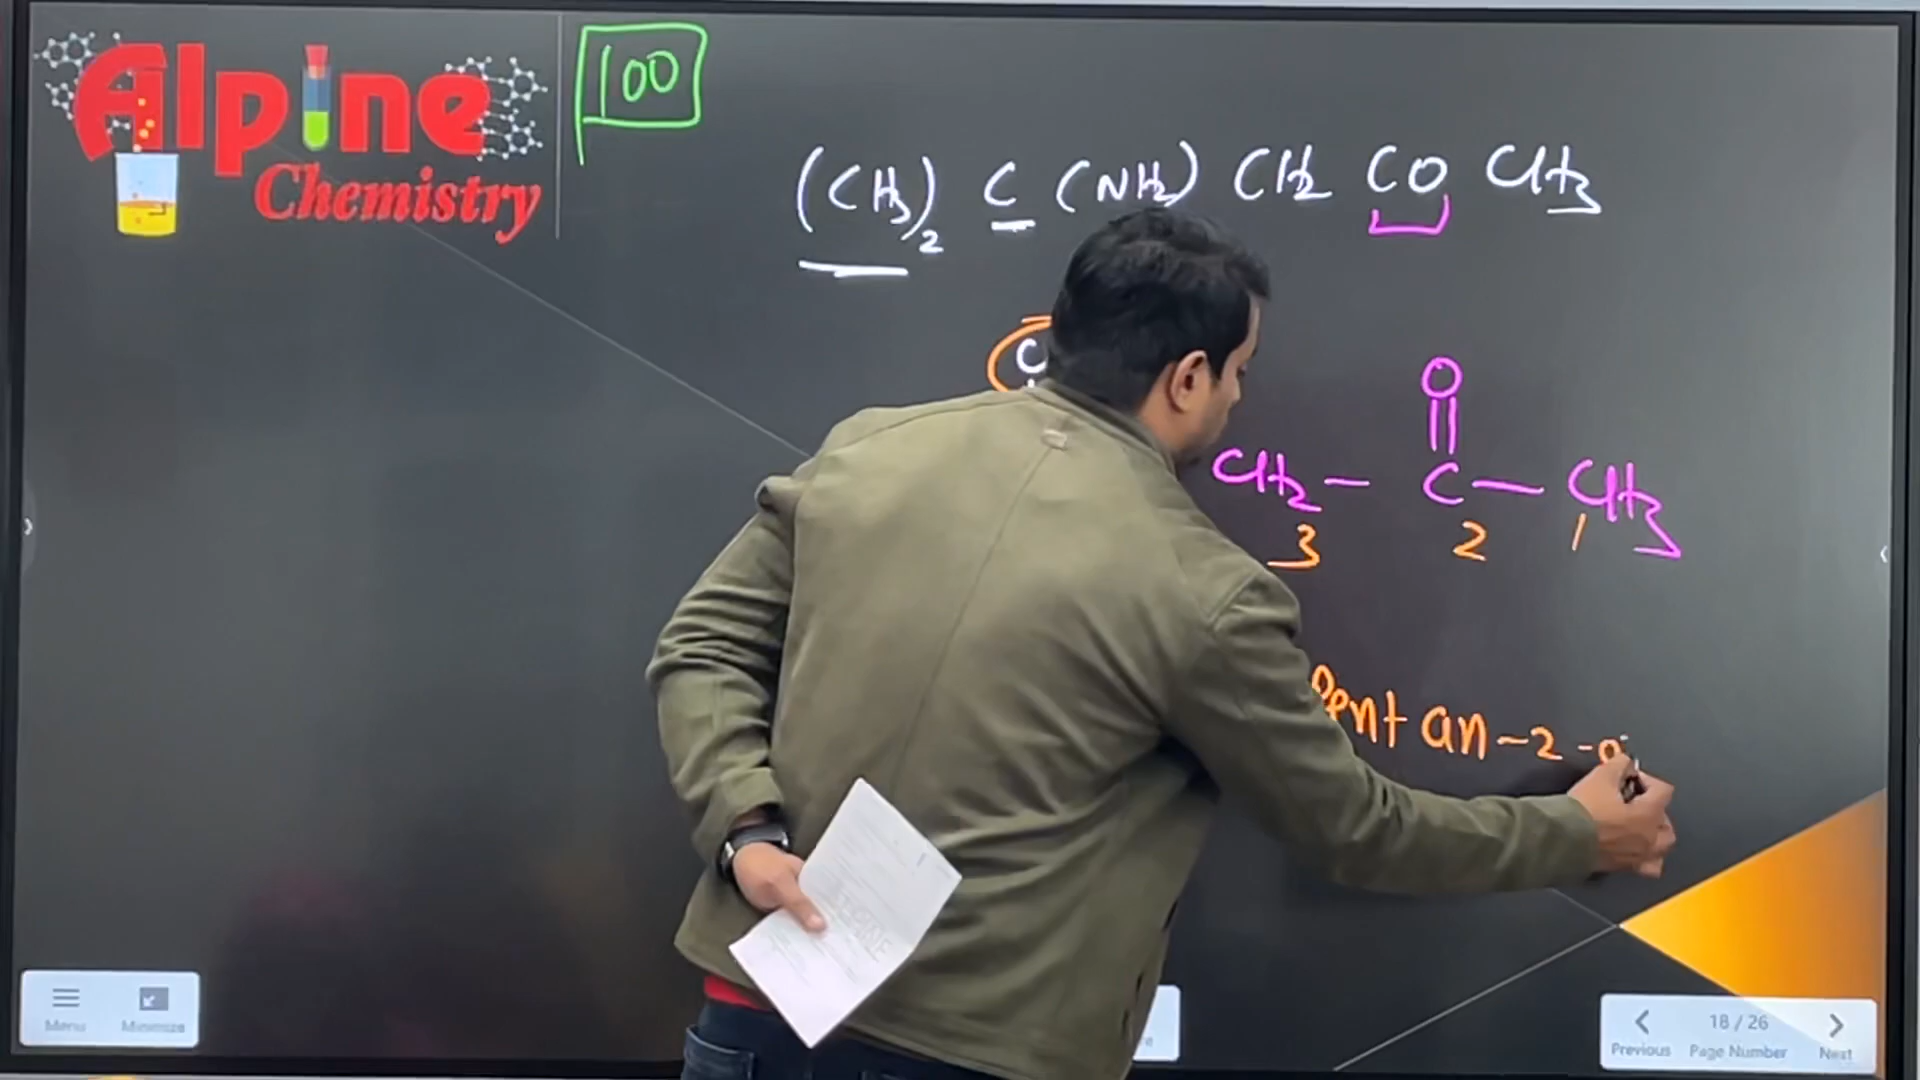 Alpine
Chemistry
100
(CH3)2 C (NH2) CH2 CO CH3
O
CH2 — C — CH3
3 2 1
Pent an-2-o
Menu
Minimize
Previous
18 / 26
Page Number
Next